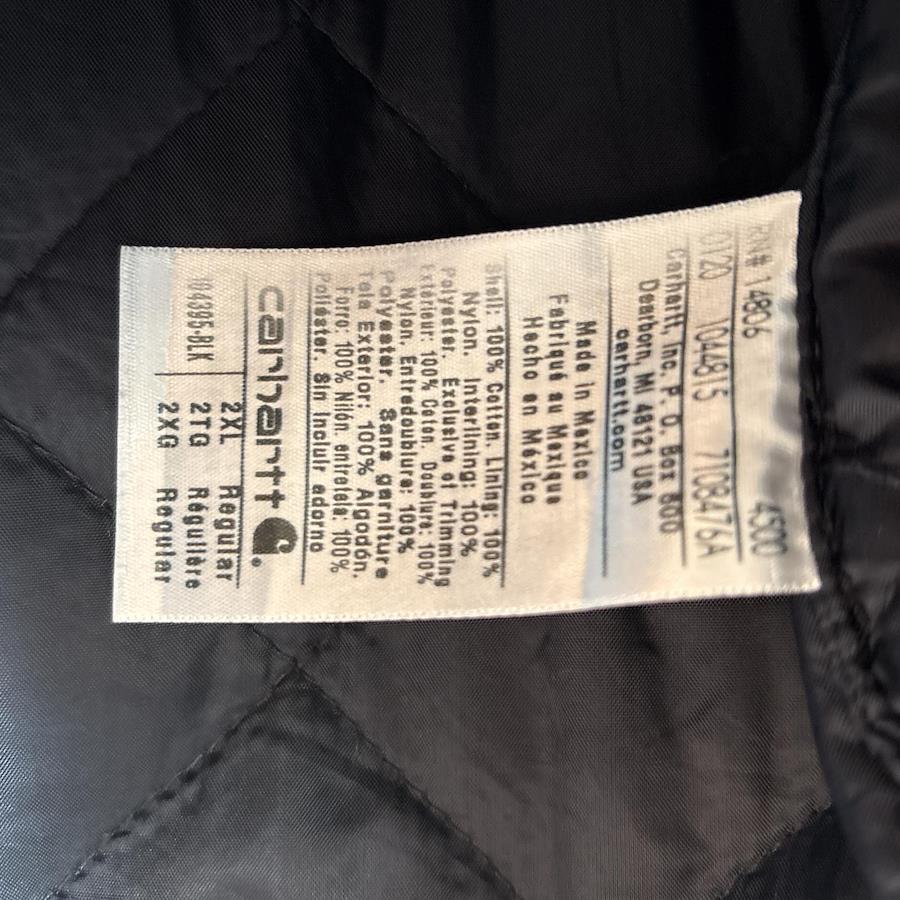 carhartt
104395-BLK
2XL Regular
2TG Régulière
2XG Regular
Shell: 100% Cotton. Lining: 100%
Nylon. Interlining: 100%
Polyester. Exclusive of Trimming
Extérieur: 100% Coton. Doublure: 100%
Nylon. Entredoublure: 100%
Polyester. Sans garniture
Tela Exterior: 100% Algodón.
Forro: 100% Nilón. entretela: 100%
Poliéster. Sin Incluir adorno
Made in Mexico
Fabriqué au Mexique
Hecho en México
carhartt.com
Dearborn, MI 48121 USA
Carhartt, Inc. P. O. Box 600
0120 1044815 7108476A
RN# 14806 4500